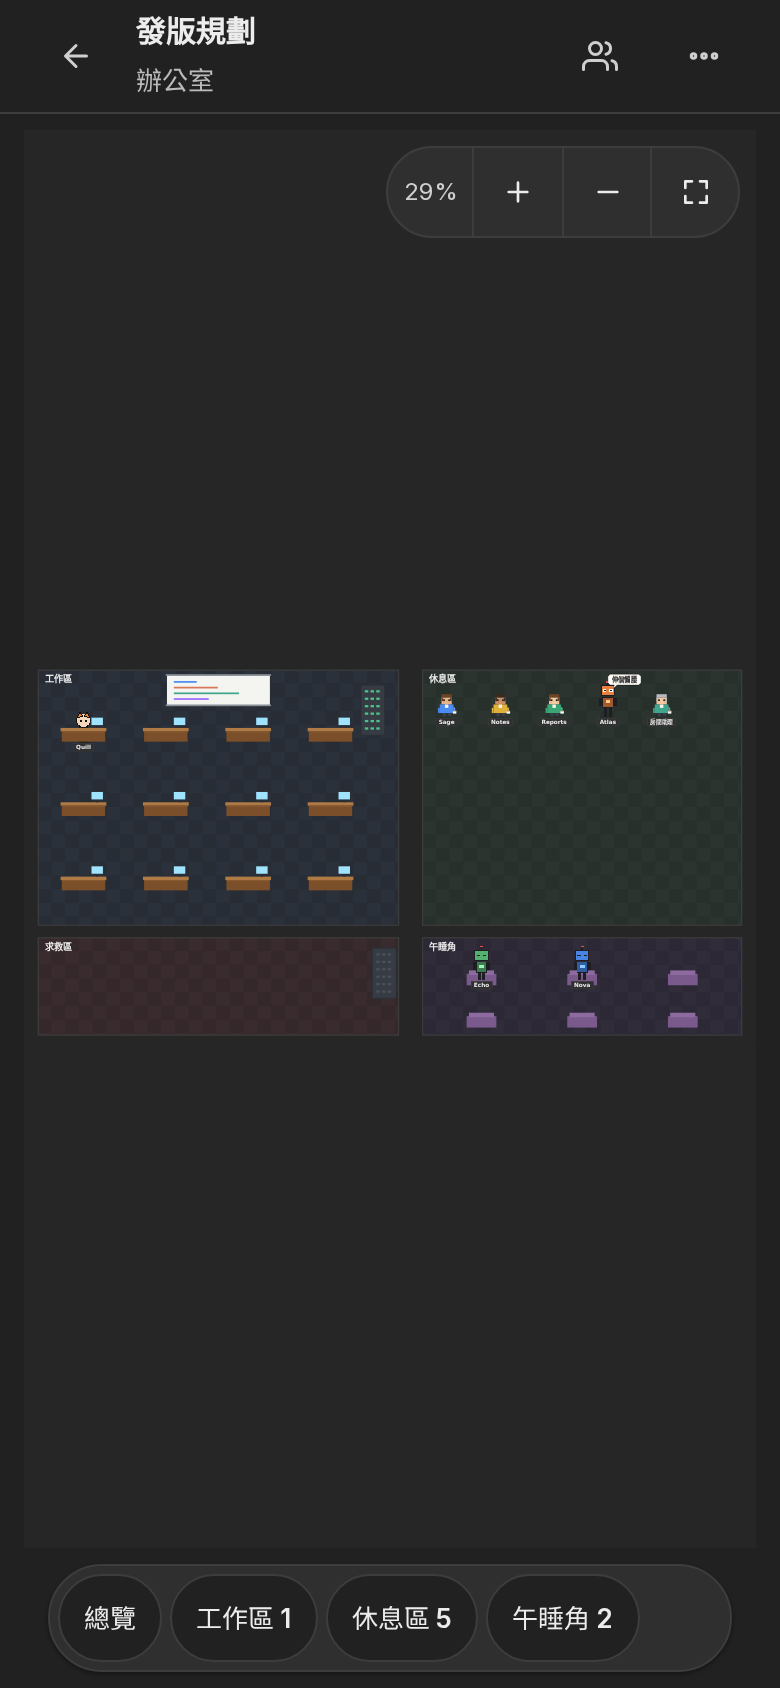 發版規劃
辦公室
29%
工作區
Quill
休息區
Sage
Notes
Reports
Atlas
求救區
午睡角
Echo
Nova
總覽
工作區 1
休息區 5
午睡角 2